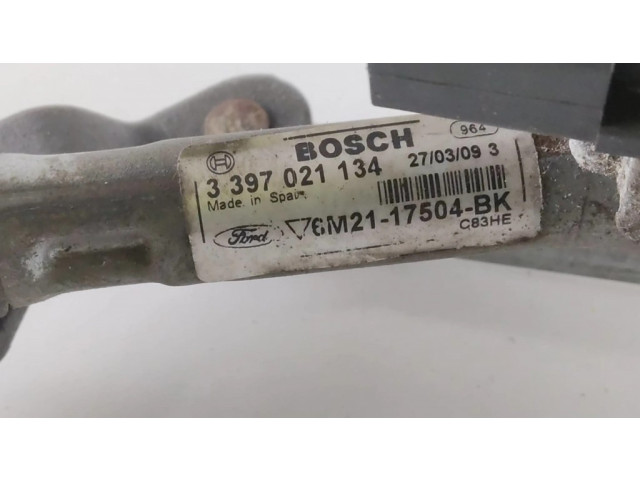 BOSCH
964
3 397 021 134
27/03/09 3
Made in Spain
Ford
6M21-17504-BK
C83HE